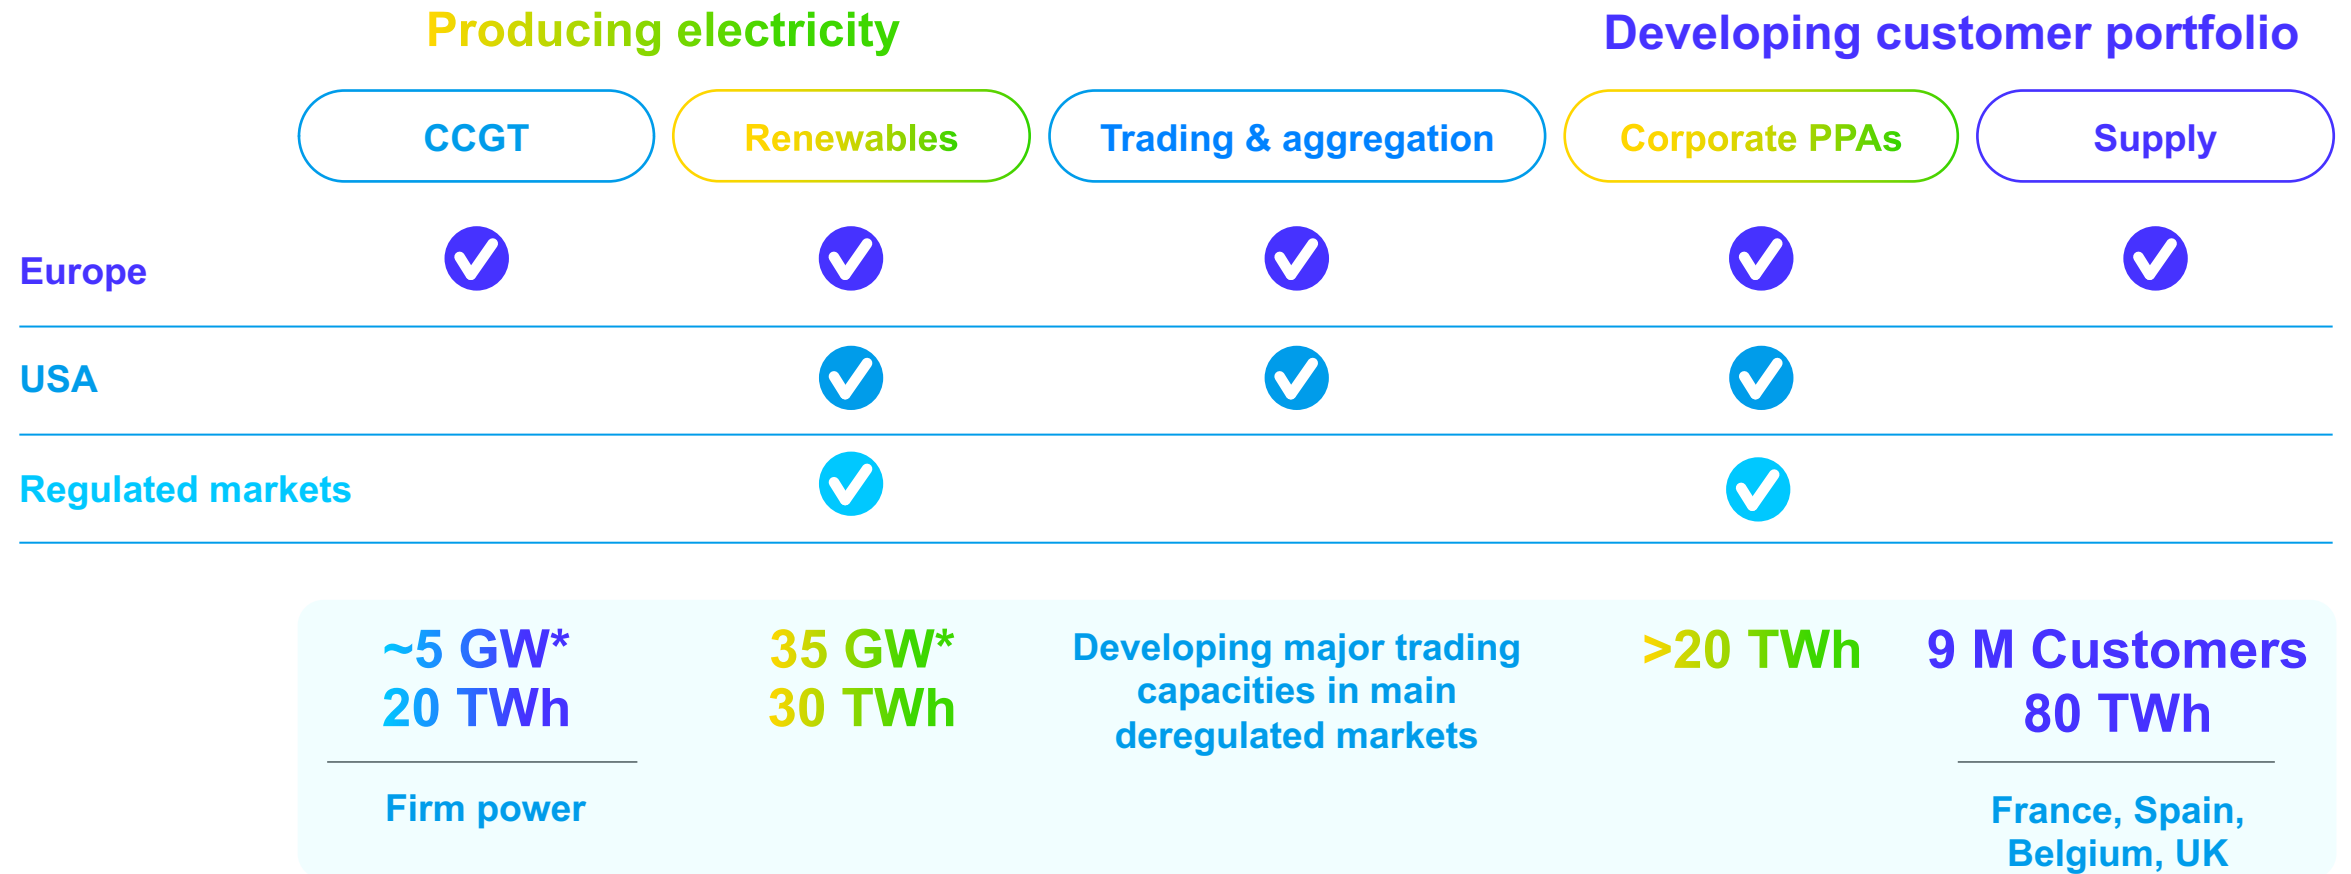 Producing electricity
Developing customer portfolio
CCGT
Renewables
Trading & aggregation
Corporate PPAs
Supply
Europe
USA
Regulated markets
~5 GW*
20 TWh
Firm power
35 GW*
30 TWh
Developing major trading
capacities in main
deregulated markets
>20 TWh
9 M Customers
80 TWh
France, Spain,
Belgium, UK